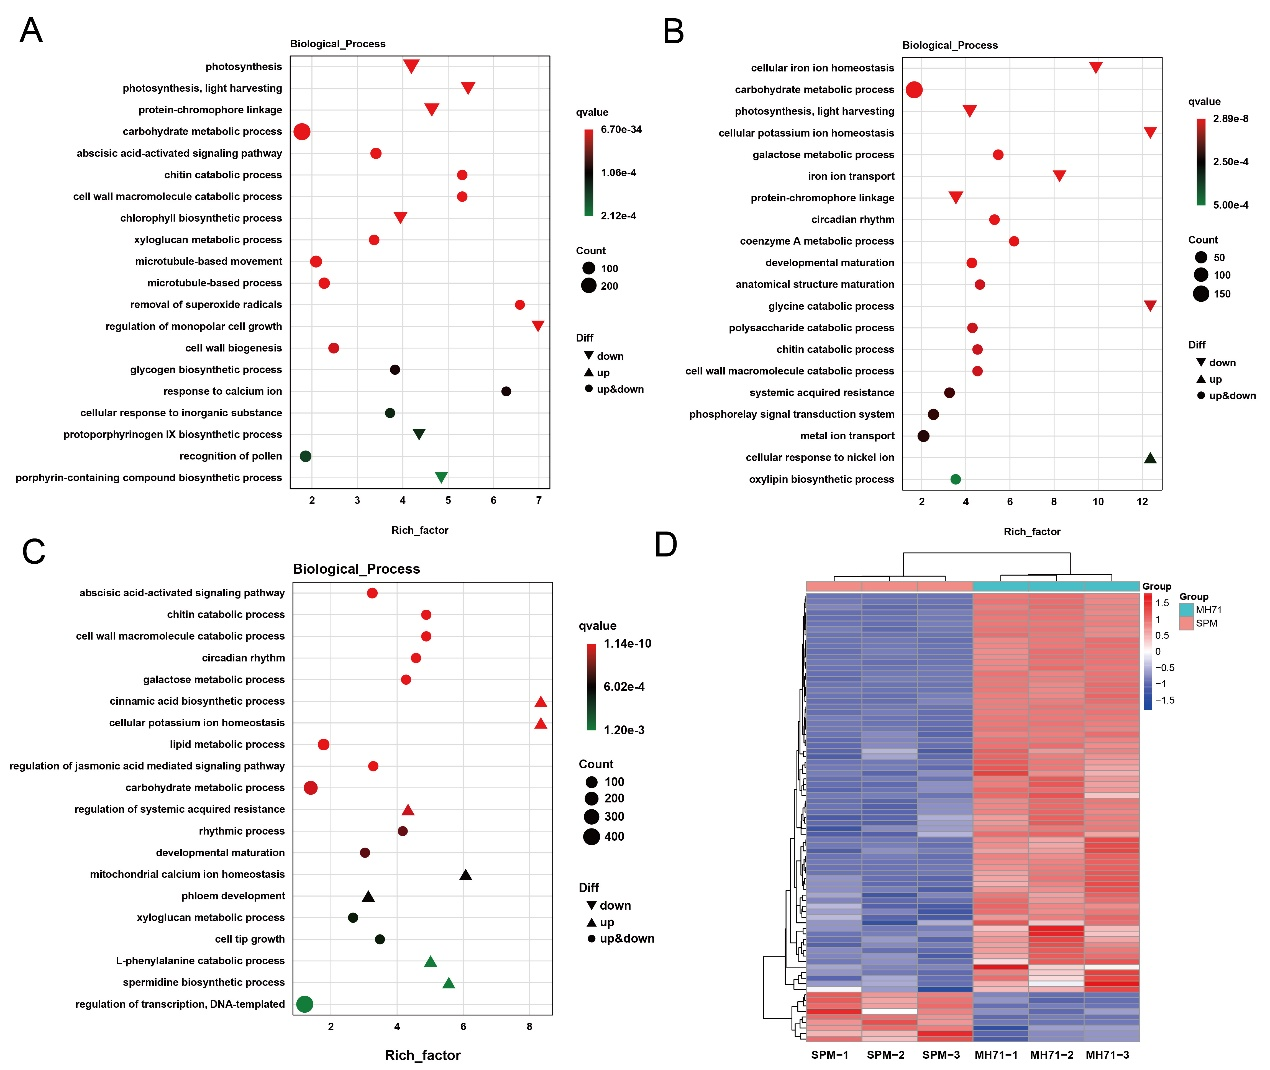 A
Biological_Process
photosynthesis
photosynthesis, light harvesting
protein-chromophore linkage
carbohydrate metabolic process
abscisic acid-activated signaling pathway
chitin catabolic process
cell wall macromolecule catabolic process
chlorophyll biosynthetic process
xyloglucan metabolic process
microtubule-based movement
microtubule-based process
removal of superoxide radicals
regulation of monopolar cell growth
cell wall biogenesis
glycogen biosynthetic process
response to calcium ion
cellular response to inorganic substance
protoporphyrinogen IX biosynthetic process
recognition of pollen
porphyrin-containing compound biosynthetic process
2 3 4 5 6 7
Rich_factor
qvalue
6.70e-34
1.06e-4
2.12e-4
Count
100
200
Diff
down
up
up&down
B
Biological_Process
cellular iron ion homeostasis
carbohydrate metabolic process
photosynthesis, light harvesting
cellular potassium ion homeostasis
galactose metabolic process
iron ion transport
protein-chromophore linkage
circadian rhythm
coenzyme A metabolic process
developmental maturation
anatomical structure maturation
glycine catabolic process
polysaccharide catabolic process
chitin catabolic process
cell wall macromolecule catabolic process
systemic acquired resistance
phosphorelay signal transduction system
metal ion transport
cellular response to nickel ion
oxylipin biosynthetic process
2 4 6 8 10 12
Rich_factor
qvalue
2.89e-8
2.50e-4
5.00e-4
Count
50
100
150
Diff
down
up
up&down
C
Biological_Process
abscisic acid-activated signaling pathway
chitin catabolic process
cell wall macromolecule catabolic process
circadian rhythm
galactose metabolic process
cinnamic acid biosynthetic process
cellular potassium ion homeostasis
lipid metabolic process
regulation of jasmonic acid mediated signaling pathway
carbohydrate metabolic process
regulation of systemic acquired resistance
rhythmic process
developmental maturation
mitochondrial calcium ion homeostasis
phloem development
xyloglucan metabolic process
cell tip growth
L-phenylalanine catabolic process
spermidine biosynthetic process
regulation of transcription, DNA-templated
2 4 6 8
Rich_factor
qvalue
1.14e-10
6.02e-4
1.20e-3
Count
100
200
300
400
Diff
down
up
up&down
D
Group
1.5
1
0.5
0
−0.5
−1
−1.5
Group
MH71
SPM
SPM−1 SPM−2 SPM−3 MH71−1 MH71−2 MH71−3